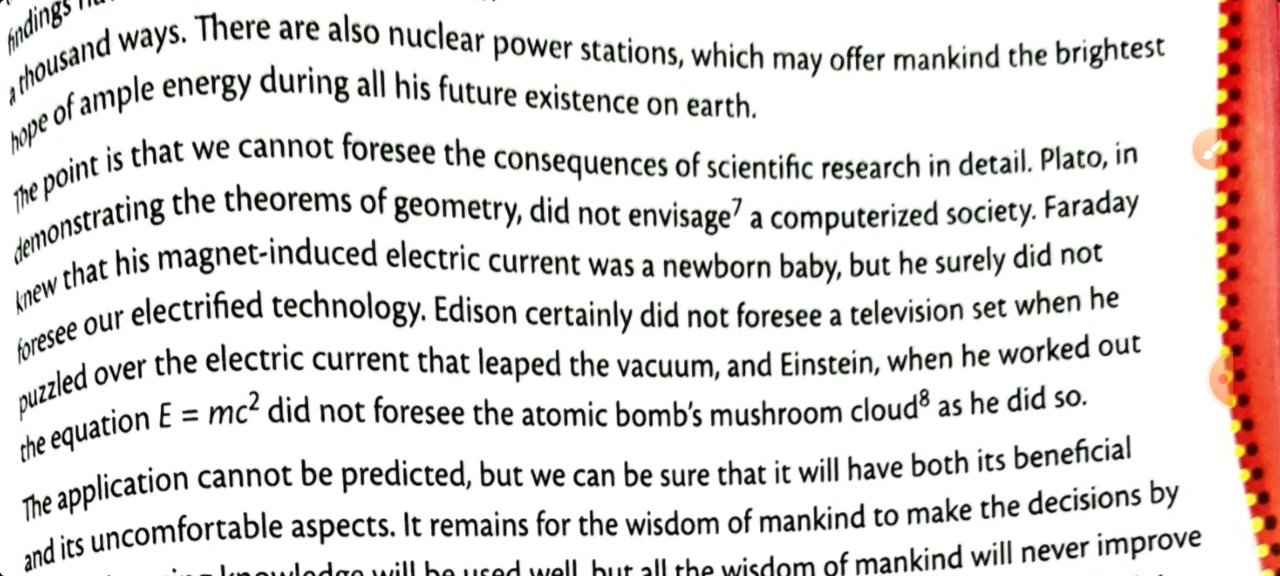 findings
a thousand ways. There are also nuclear power stations, which may offer mankind the brightest
hope of ample energy during all his future existence on earth.
The point is that we cannot foresee the consequences of scientific research in detail. Plato, in
demonstrating the theorems of geometry, did not envisage⁷ a computerized society. Faraday
knew that his magnet-induced electric current was a newborn baby, but he surely did not
foresee our electrified technology. Edison certainly did not foresee a television set when he
puzzled over the electric current that leaped the vacuum, and Einstein, when he worked out
the equation E = mc² did not foresee the atomic bomb's mushroom cloud⁸ as he did so.
The application cannot be predicted, but we can be sure that it will have both its beneficial
and its uncomfortable aspects. It remains for the wisdom of mankind to make the decisions by
knowledge will be used well, but all the wisdom of mankind will never improve